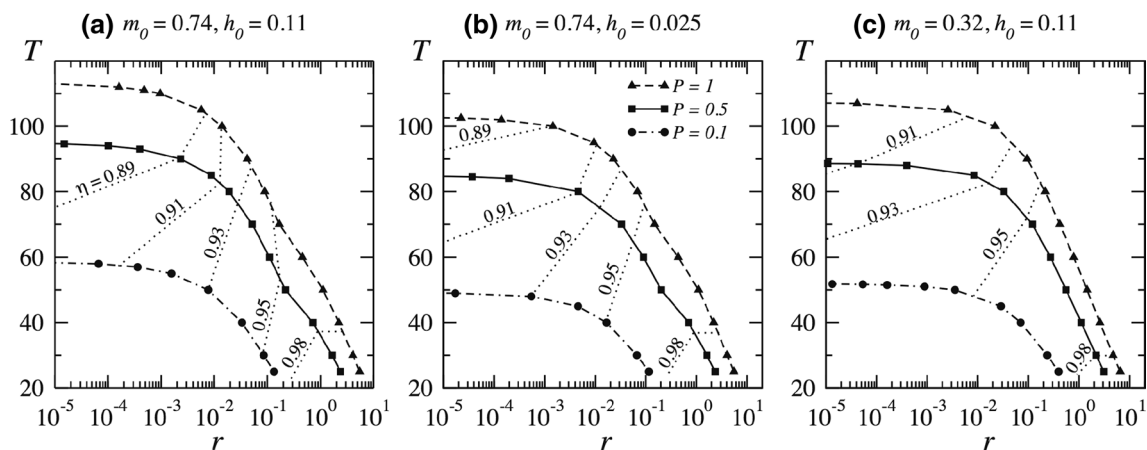 (a) m₀ = 0.74, h₀ = 0.11
(b) m₀ = 0.74, h₀ = 0.025
(c) m₀ = 0.32, h₀ = 0.11
T
100
80
60
40
20
η = 0.89
0.91
0.93
0.95
0.98
10⁻⁵ 10⁻⁴ 10⁻³ 10⁻² 10⁻¹ 10⁰ 10¹
r
T
100
80
60
40
20
P = 1
P = 0.5
P = 0.1
0.89
0.91
0.93
0.95
0.98
10⁻⁵ 10⁻⁴ 10⁻³ 10⁻² 10⁻¹ 10⁰ 10¹
r
T
100
80
60
40
20
0.91
0.93
0.95
0.98
10⁻⁵ 10⁻⁴ 10⁻³ 10⁻² 10⁻¹ 10⁰ 10¹
r